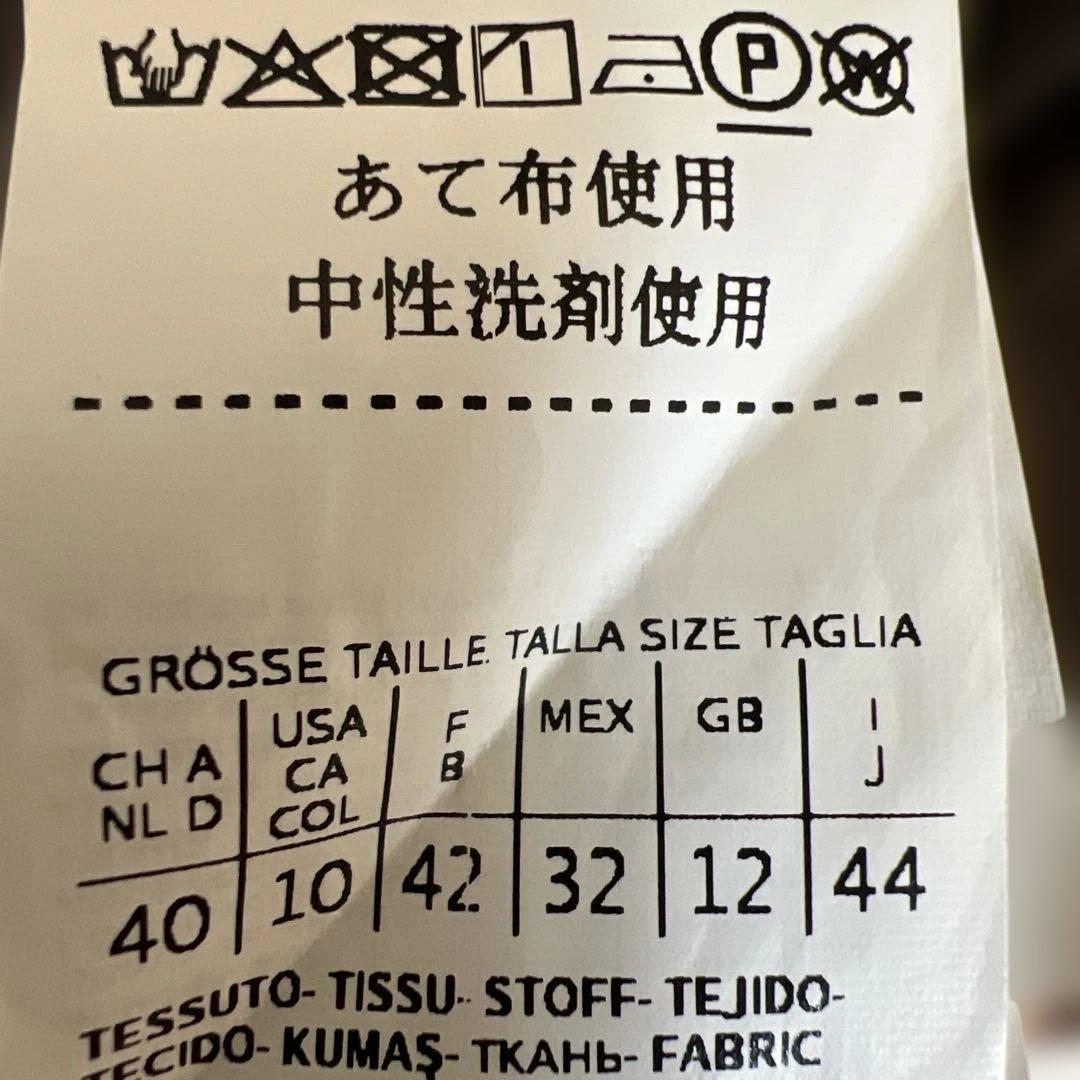 P W
あて布使用
中性洗剤使用
GRÖSSE TAILLE TALLA SIZE TAGLIA
CH A NL D USA CA COL F B MEX GB I J
40 10 42 32 12 44
TESSUTO- TISSU- STOFF- TEJIDO-
TECIDO- KUMAŞ- ТКАНЬ- FABRIC